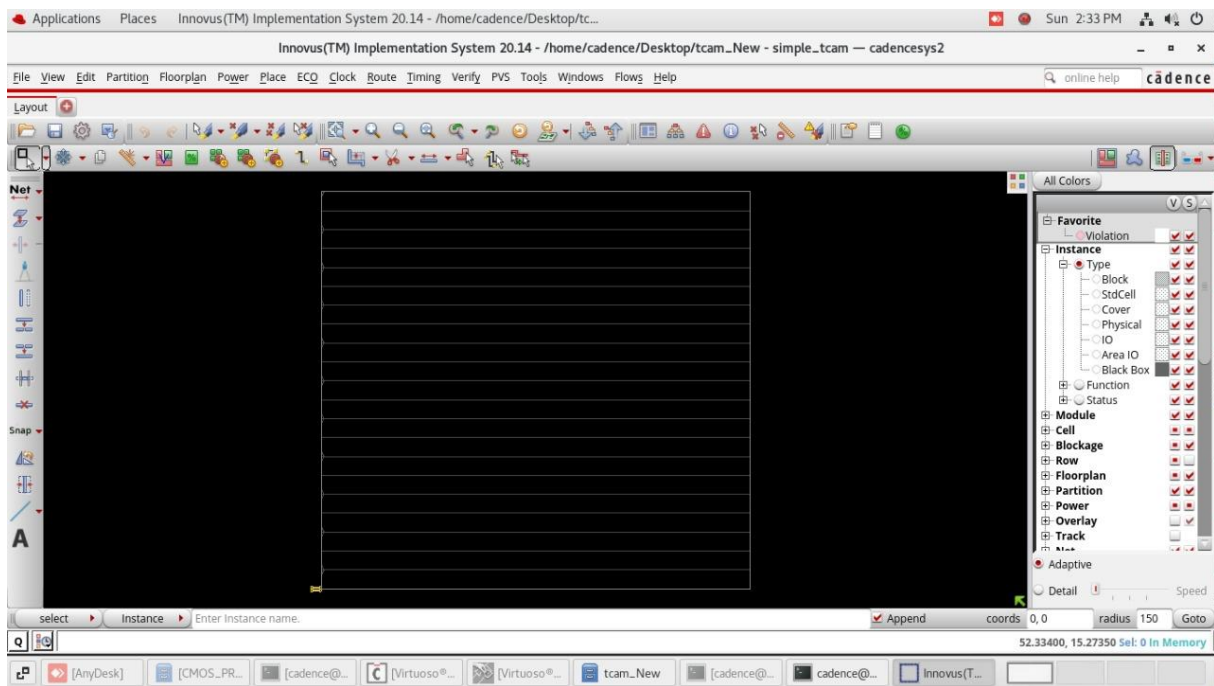 Applications Places Innovus(TM) Implementation System 20.14 - /home/cadence/Desktop/tc... Sun 2:33 PM
Innovus(TM) Implementation System 20.14 - /home/cadence/Desktop/tcam_New - simple_tcam — cadencesys2
File View Edit Partition Floorplan Power Place ECO Clock Route Timing Verify PVS Tools Windows Flows Help online help cādence
Layout
Net
All Colors
V S
Favorite
Violation
Instance
Type
Block
StdCell
Cover
Physical
IO
Area IO
Black Box
Function
Status
Module
Cell
Blockage
Row
Floorplan
Partition
Power
Overlay
Track
Snap
A
Adaptive
Detail Speed
select Instance Enter Instance name. Append coords 0,0 radius 150 Goto
Q 52.33400, 15.27350 Sel: 0 In Memory
[AnyDesk] [CMOS_PR... [cadence@... [Virtuoso®... [Virtuoso®... tcam_New [cadence@... cadence@... Innovus(T...